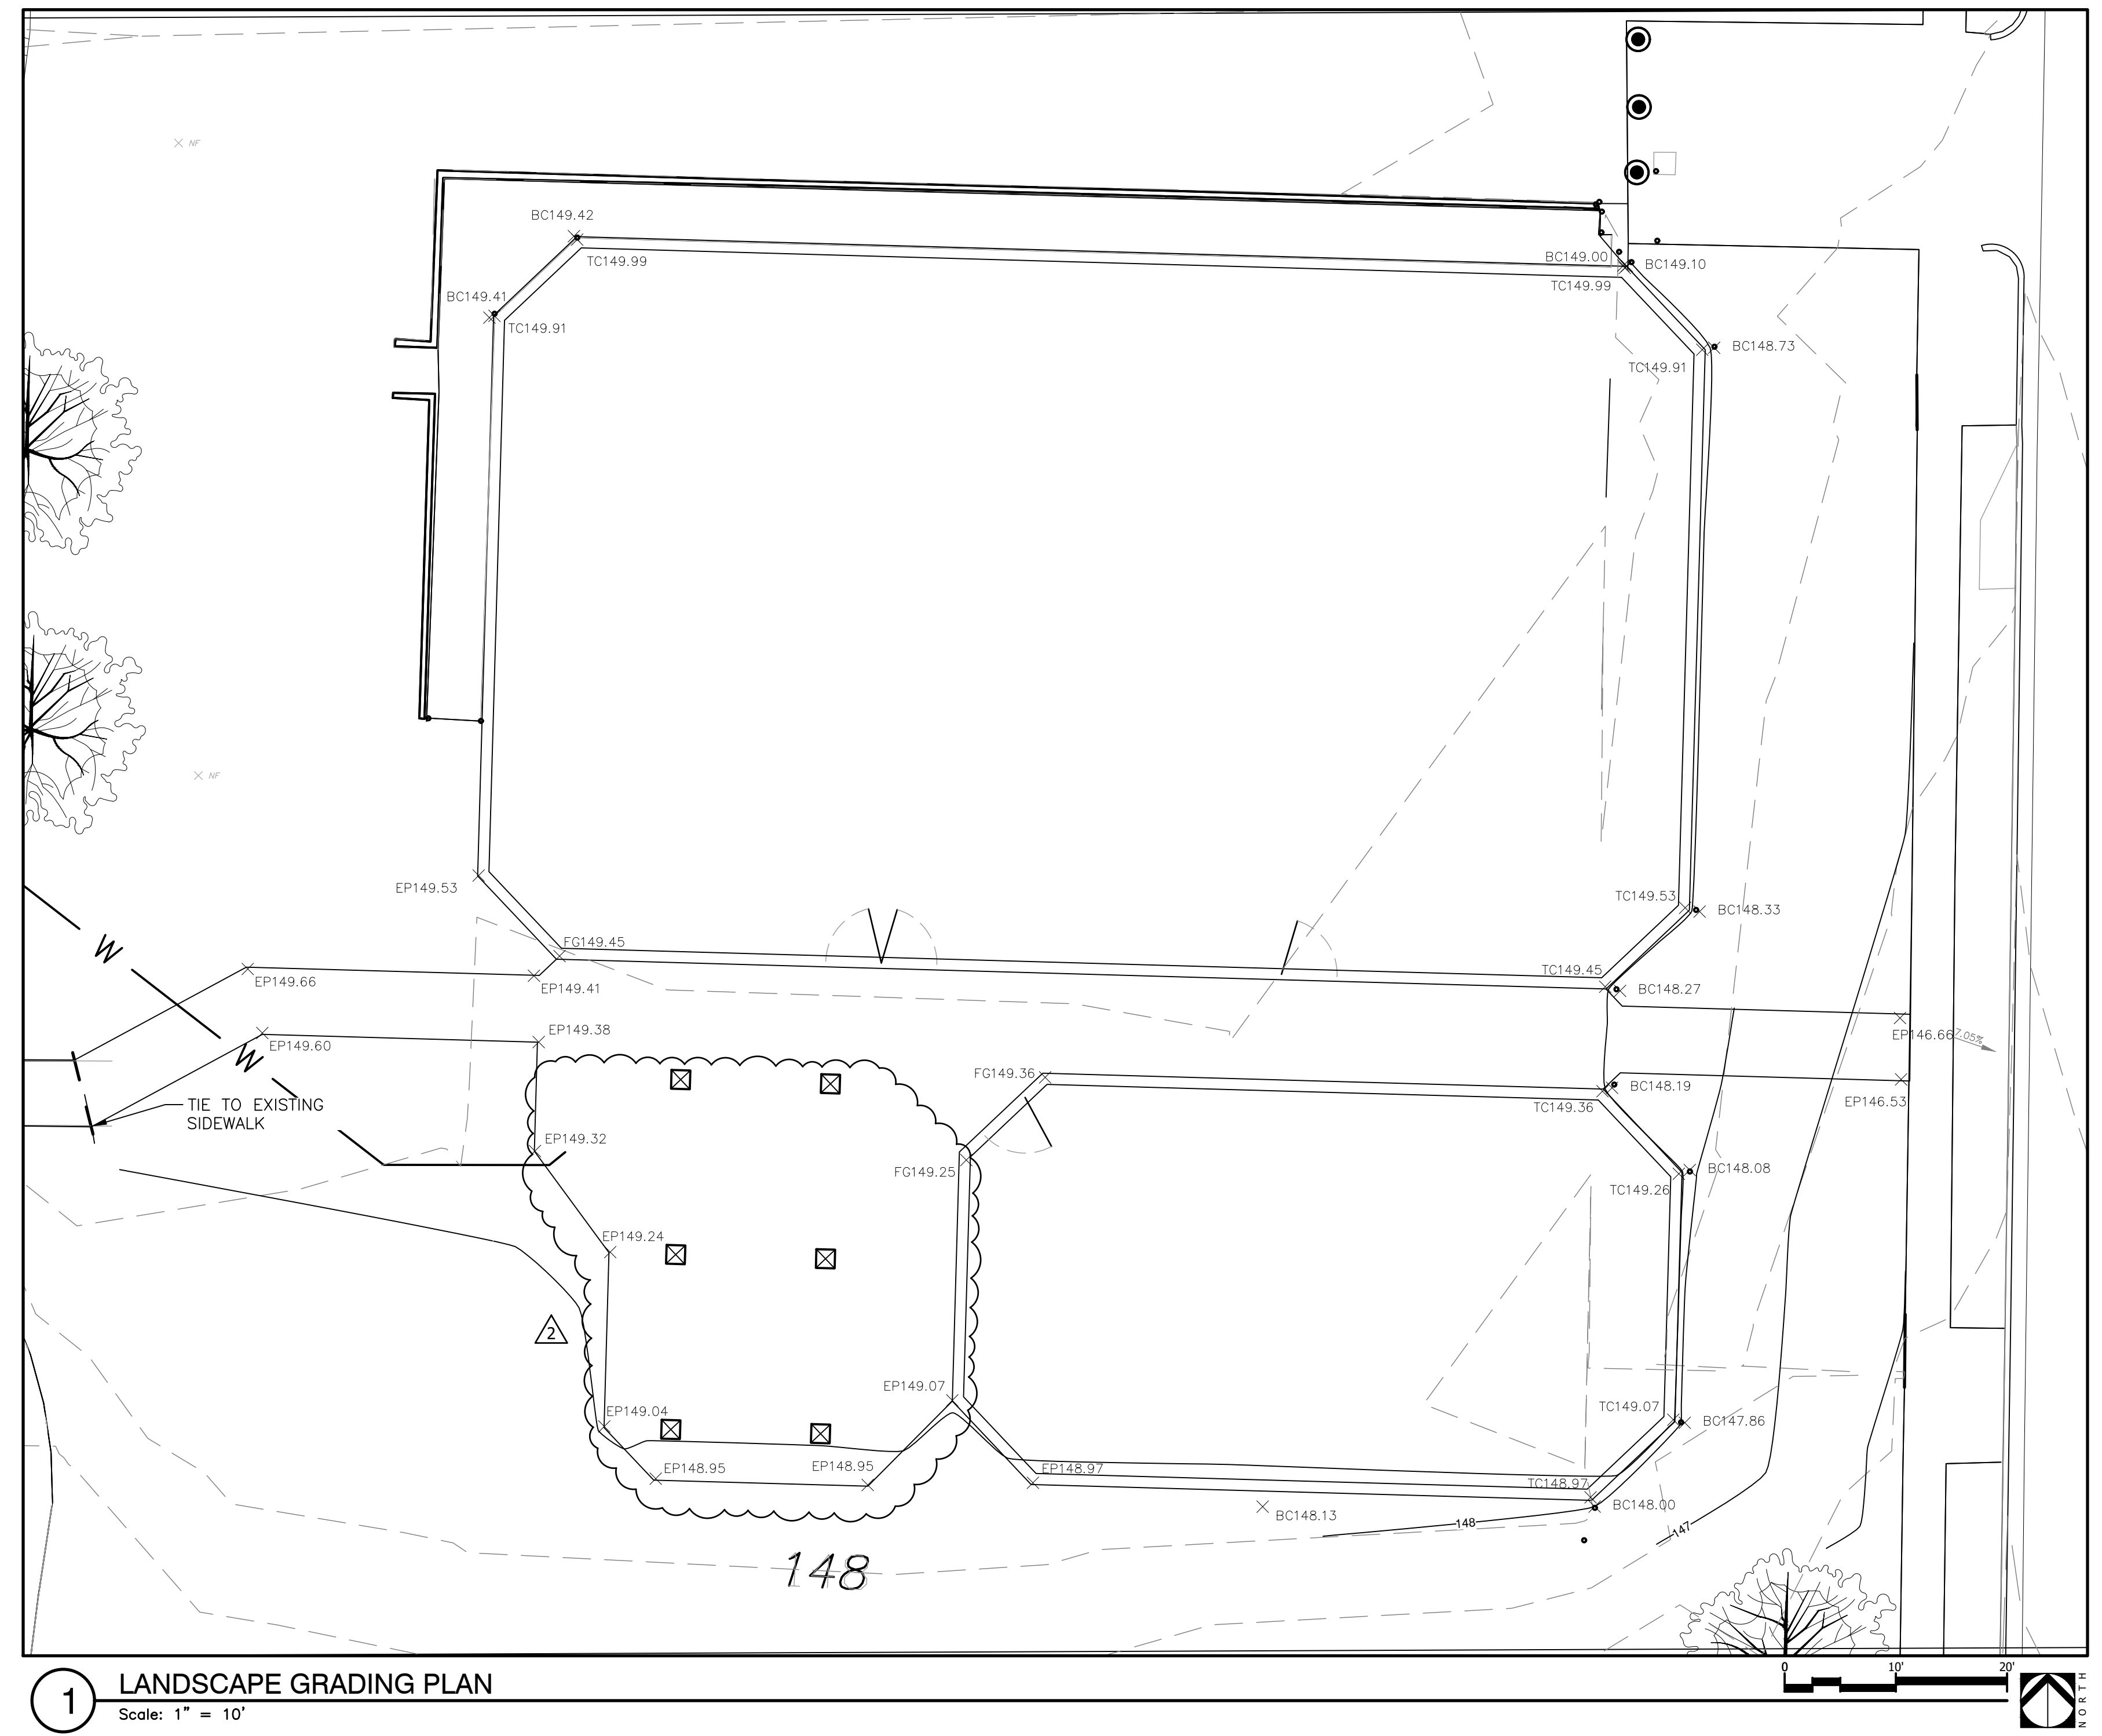 NF
BC149.42
TC149.99
BC149.00
BC149.10
TC149.99
BC149.41
TC149.91
BC148.73
TC149.91
NF
EP149.53
TC149.53
BC148.33
W
FG149.45
TC149.45
EP149.66
EP149.41
BC148.27
EP149.38
EP149.60
W
EP146.66
7.05%
FG149.36
BC148.19
TIE TO EXISTING
SIDEWALK
TC149.36
EP146.53
EP149.32
FG149.25
BC148.08
TC149.26
EP149.24
2
EP149.07
EP149.04
TC149.07
BC147.86
EP148.95
EP148.95
EP148.97
TC148.97
BC148.13
BC148.00
148
147
148
1
LANDSCAPE GRADING PLAN
Scale: 1" = 10'
0
10'
20'
NORTH